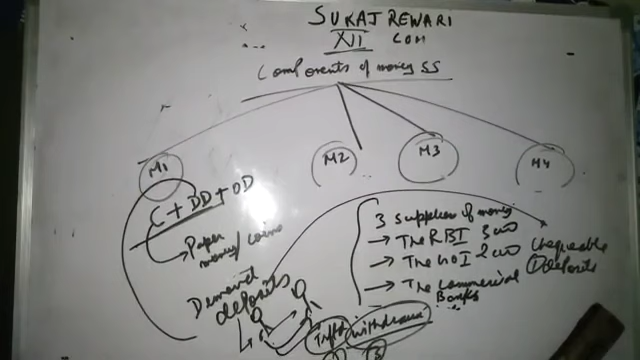 SURAJ REWARI
XII COM
Components of money SS
M1 M2 M3 M4
C + DD + OD
Paper money/coins
3 suppliers of money
→ The RBI
→ The GOI
→ The Commercial Banks
Chequeable
deposits
Demand
deposits
withdraw